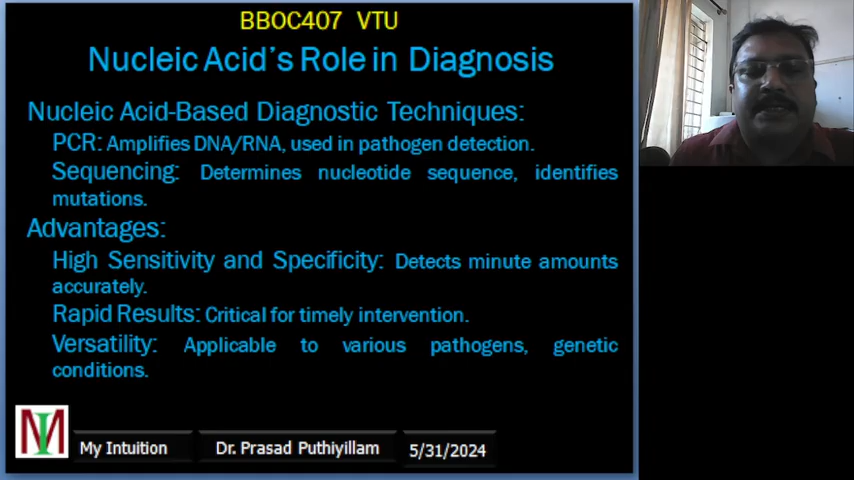 BBOC407 VTU
Nucleic Acid's Role in Diagnosis
Nucleic Acid-Based Diagnostic Techniques:
PCR: Amplifies DNA/RNA, used in pathogen detection.
Sequencing: Determines nucleotide sequence, identifies
mutations.
Advantages:
High Sensitivity and Specificity: Detects minute amounts
accurately.
Rapid Results: Critical for timely intervention.
Versatility: Applicable to various pathogens, genetic
conditions.
MI
My Intuition
Dr. Prasad Puthiyillam
5/31/2024